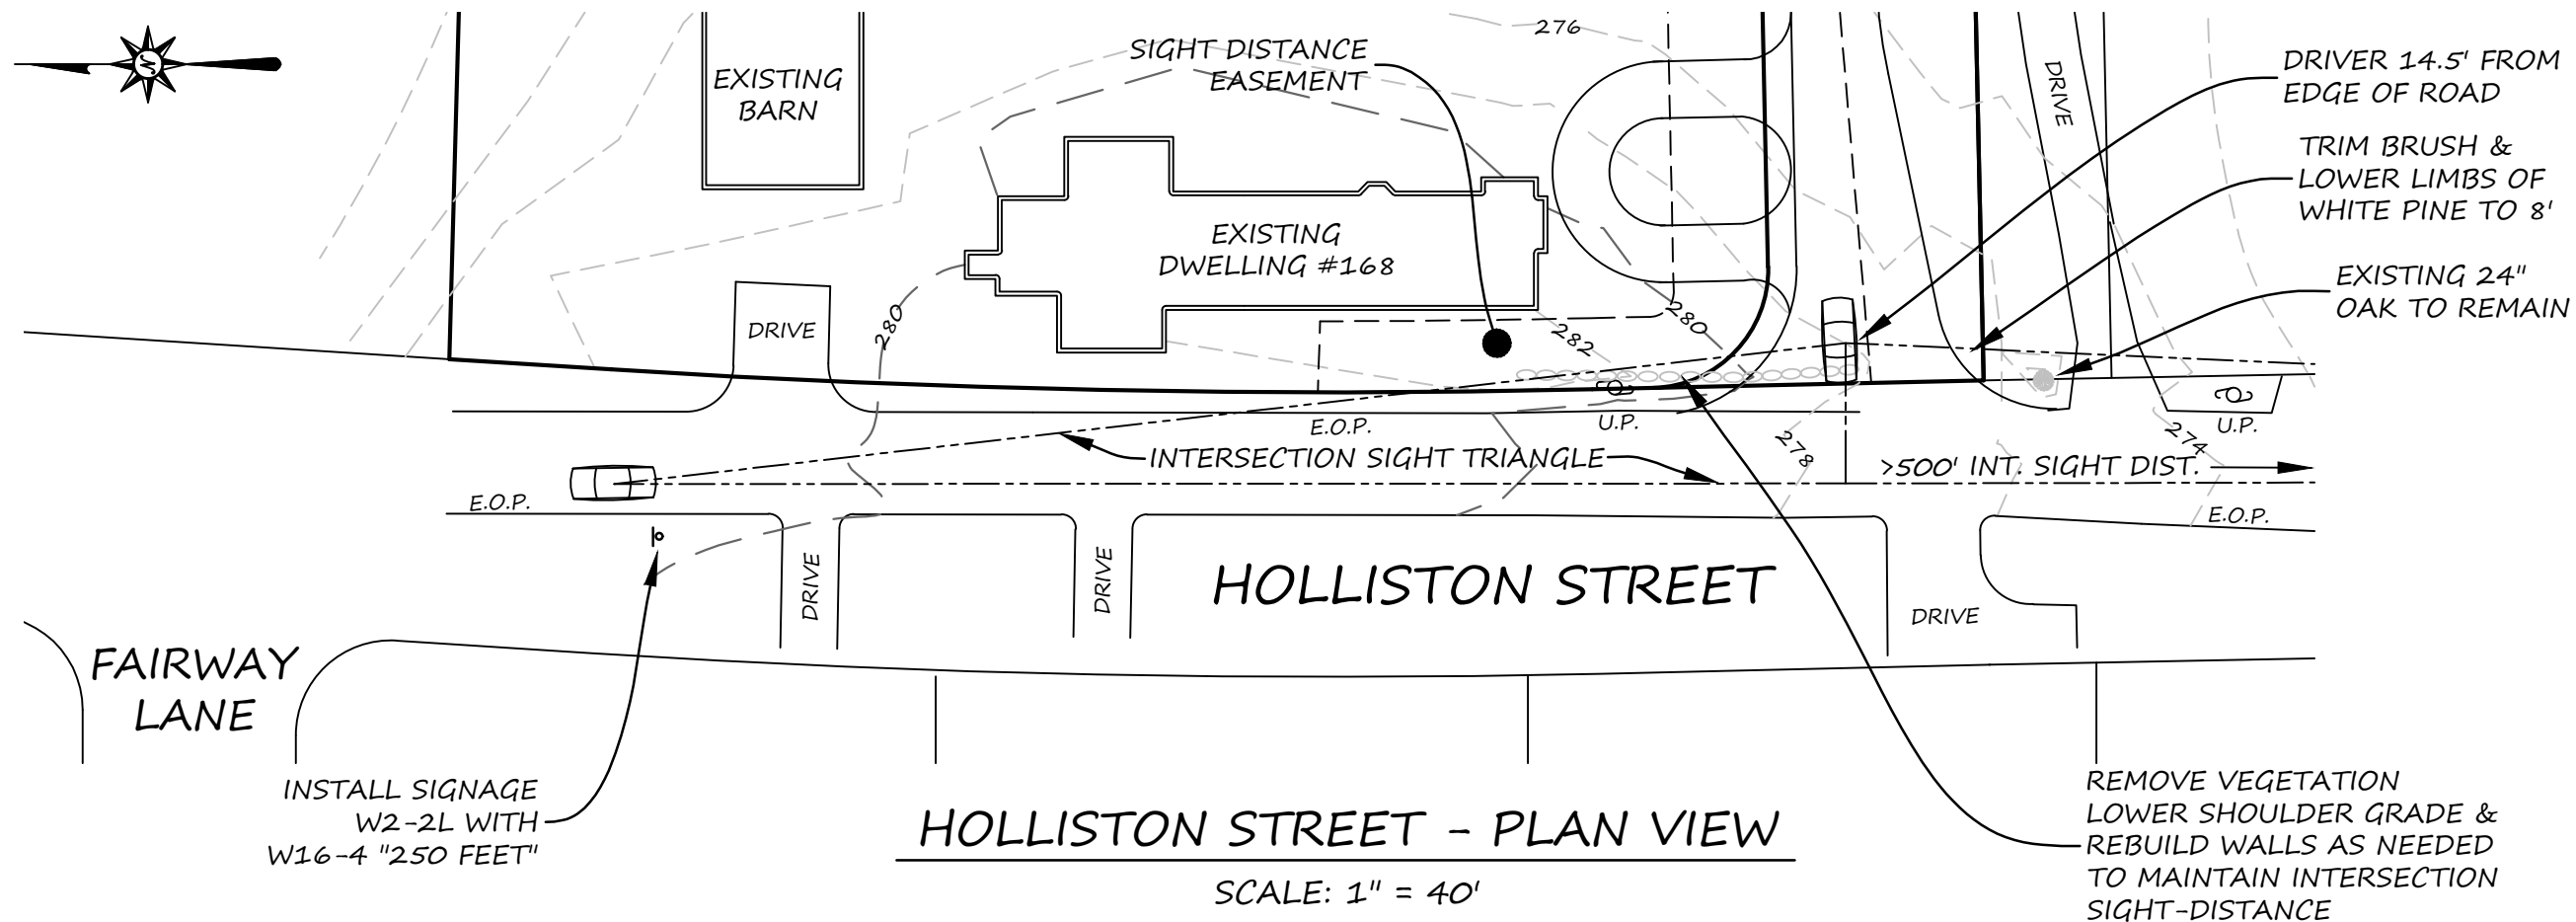 N
EXISTING
BARN
SIGHT DISTANCE
EASEMENT
276
DRIVE
DRIVER 14.5' FROM
EDGE OF ROAD
TRIM BRUSH &
LOWER LIMBS OF
WHITE PINE TO 8'
EXISTING 24"
OAK TO REMAIN
EXISTING
DWELLING #168
DRIVE
280
282
280
E.O.P.
U.P.
U.P.
278
274
INTERSECTION SIGHT TRIANGLE
>500' INT. SIGHT DIST.
E.O.P.
E.O.P.
DRIVE
DRIVE
HOLLISTON STREET
DRIVE
FAIRWAY
LANE
INSTALL SIGNAGE
W2-2L WITH
W16-4 "250 FEET"
REMOVE VEGETATION
LOWER SHOULDER GRADE &
REBUILD WALLS AS NEEDED
TO MAINTAIN INTERSECTION
SIGHT-DISTANCE
HOLLISTON STREET - PLAN VIEW
SCALE: 1" = 40'